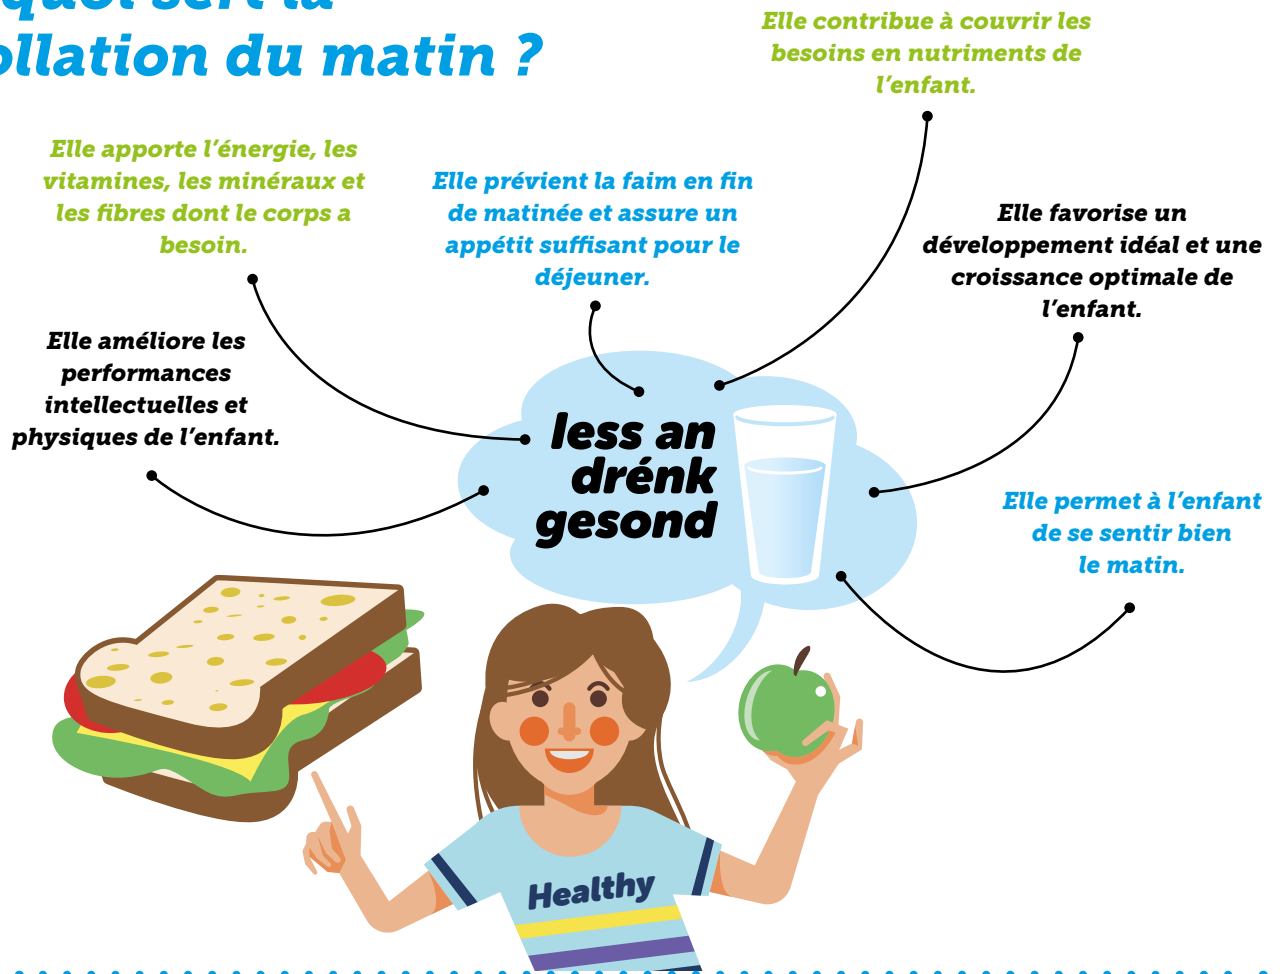 quoi sert la
ollation du matin ?
Elle contribue à couvrir les
besoins en nutriments de
l’enfant.
Elle apporte l’énergie, les
vitamines, les minéraux et
les fibres dont le corps a
besoin.
Elle prévient la faim en fin
de matinée et assure un
appétit suffisant pour le
déjeuner.
Elle favorise un
développement idéal et une
croissance optimale de
l’enfant.
Elle améliore les
performances
intellectuelles et
physiques de l’enfant.
less an
drénk
gesond
Elle permet à l’enfant
de se sentir bien
le matin.
Healthy